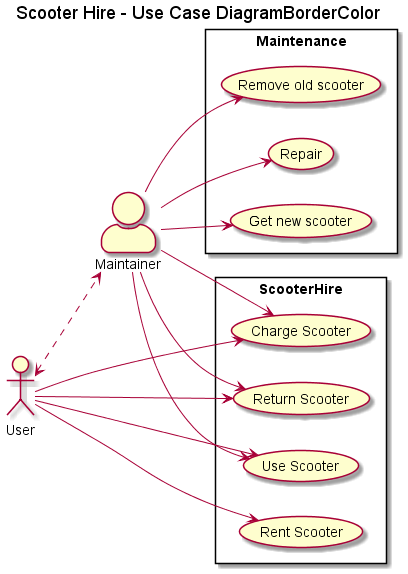 Scooter Hire - Use Case DiagramBorderColor
Maintenance
Remove old scooter
Repair
Get new scooter
Maintainer
ScooterHire
Charge Scooter
Return Scooter
User
Use Scooter
Rent Scooter